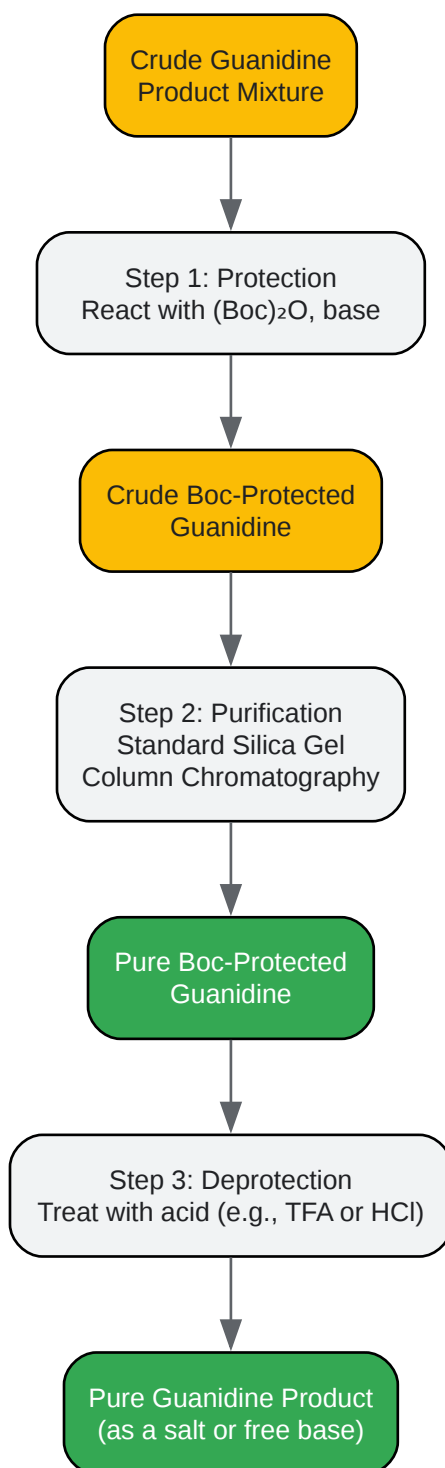 Crude Guanidine
Product Mixture
Step 1: Protection
React with (Boc)₂O, base
Crude Boc-Protected
Guanidine
Step 2: Purification
Standard Silica Gel
Column Chromatography
Pure Boc-Protected
Guanidine
Step 3: Deprotection
Treat with acid (e.g., TFA or HCl)
Pure Guanidine Product
(as a salt or free base)